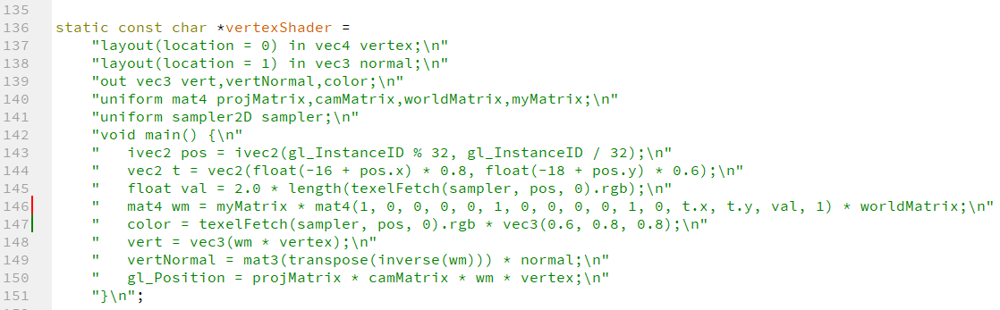 135
136 static const char *vertexShader =
137     "layout(location = 0) in vec4 vertex;\n"
138     "layout(location = 1) in vec3 normal;\n"
139     "out vec3 vert,vertNormal,color;\n"
140     "uniform mat4 projMatrix,camMatrix,worldMatrix,myMatrix;\n"
141     "uniform sampler2D sampler;\n"
142     "void main() {\n"
143     "   ivec2 pos = ivec2(gl_InstanceID % 32, gl_InstanceID / 32);\n"
144     "   vec2 t = vec2(float(-16 + pos.x) * 0.8, float(-18 + pos.y) * 0.6);\n"
145     "   float val = 2.0 * length(texelFetch(sampler, pos, 0).rgb);\n"
146     "   mat4 wm = myMatrix * mat4(1, 0, 0, 0, 0, 1, 0, 0, 0, 0, 1, 0, t.x, t.y, val, 1) * worldMatrix;\n"
147     "   color = texelFetch(sampler, pos, 0).rgb * vec3(0.6, 0.8, 0.8);\n"
148     "   vert = vec3(wm * vertex);\n"
149     "   vertNormal = mat3(transpose(inverse(wm))) * normal;\n"
150     "   gl_Position = projMatrix * camMatrix * wm * vertex;\n"
151     "}\n";